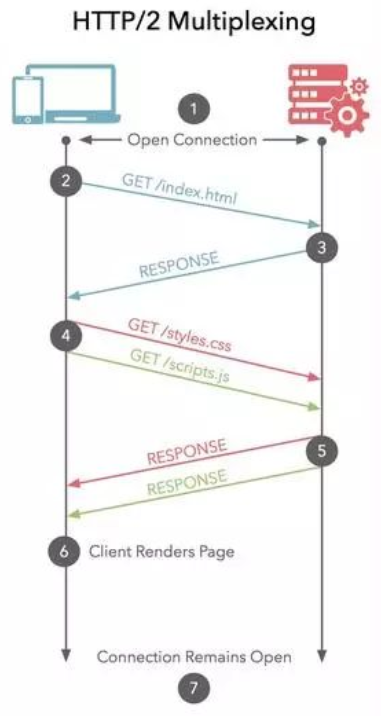 HTTP/2 Multiplexing
1
Open Connection
2
GET /index.html
3
RESPONSE
4
GET /styles.css
GET /scripts.js
5
RESPONSE
RESPONSE
6
Client Renders Page
Connection Remains Open
7